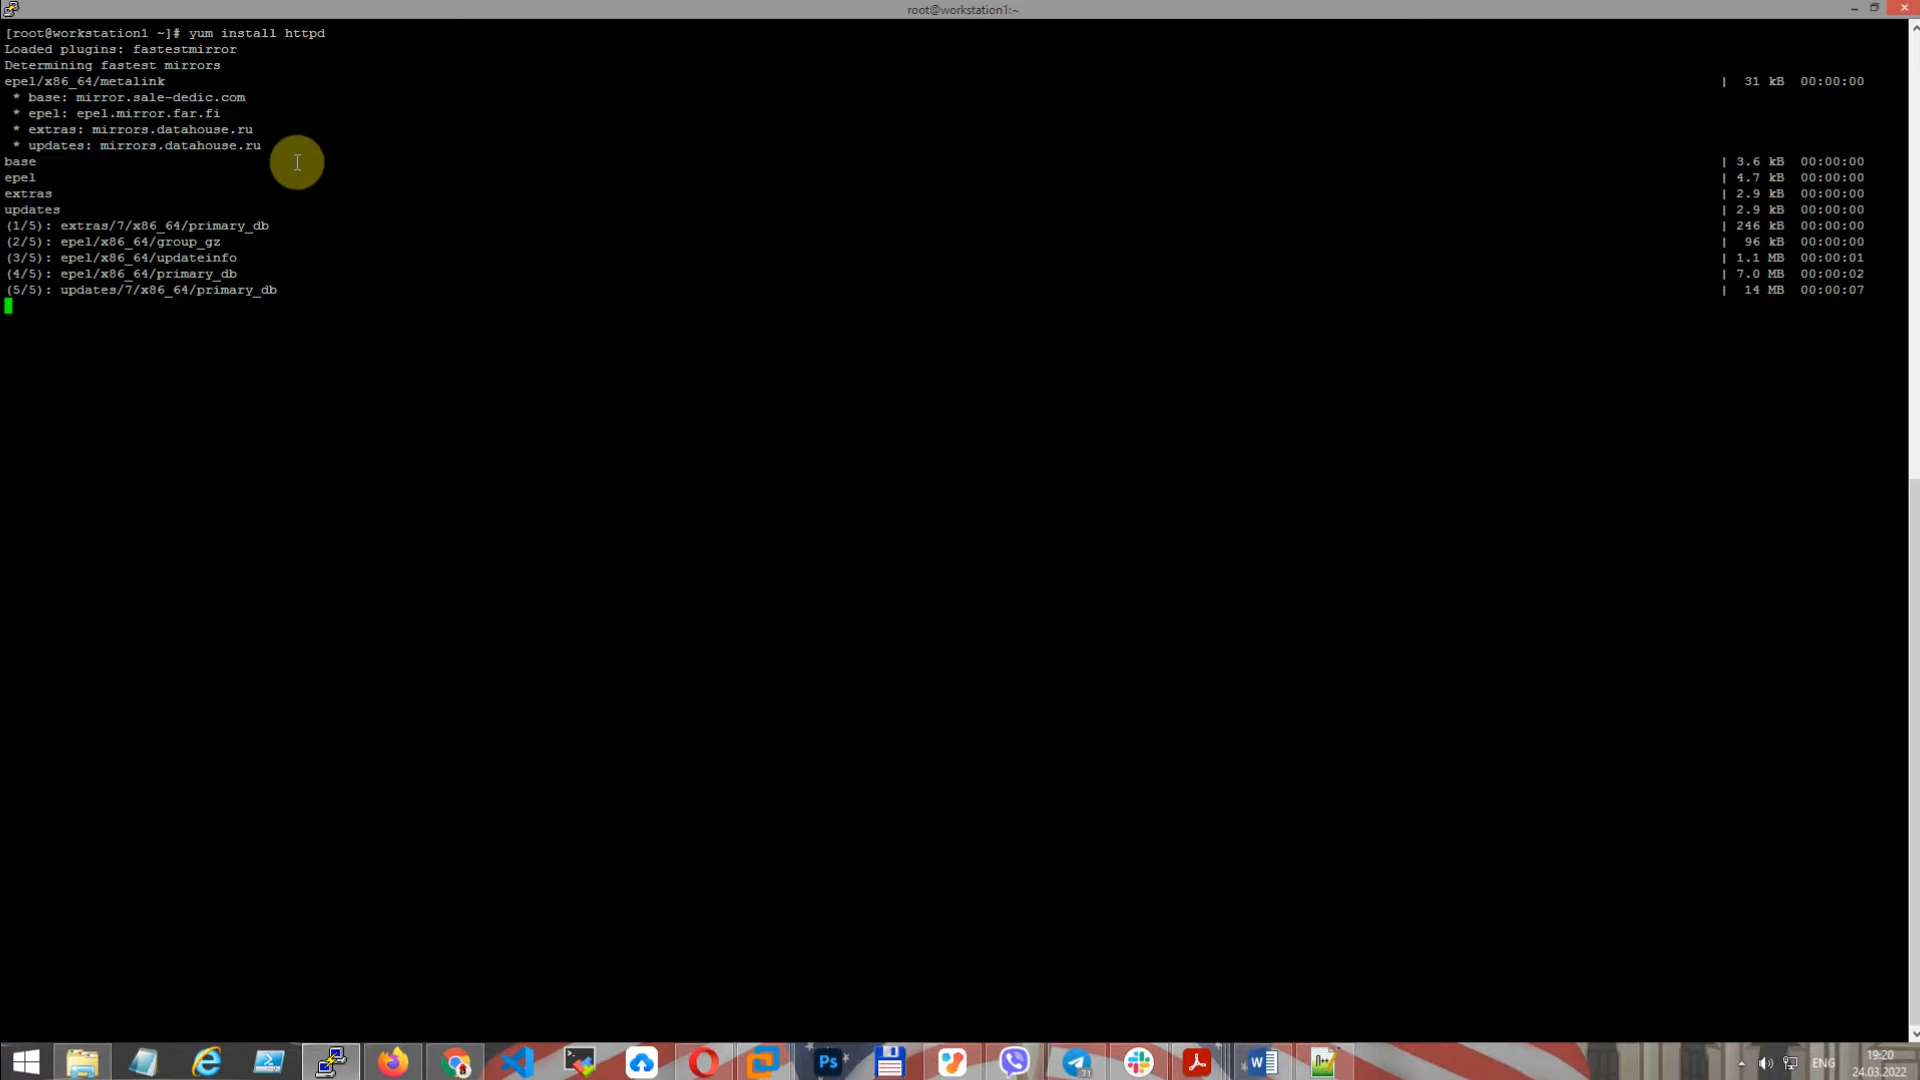 root@workstation1:~
[root@workstation1 ~]# yum install httpd
Loaded plugins: fastestmirror
Determining fastest mirrors
epel/x86_64/metalink | 31 kB 00:00:00
* base: mirror.sale-dedic.com
* epel: epel.mirror.far.fi
* extras: mirrors.datahouse.ru
* updates: mirrors.datahouse.ru
base | 3.6 kB 00:00:00
epel | 4.7 kB 00:00:00
extras | 2.9 kB 00:00:00
updates | 2.9 kB 00:00:00
(1/5): extras/7/x86_64/primary_db | 246 kB 00:00:00
(2/5): epel/x86_64/group_gz | 96 kB 00:00:00
(3/5): epel/x86_64/updateinfo | 1.1 MB 00:00:01
(4/5): epel/x86_64/primary_db | 7.0 MB 00:00:02
(5/5): updates/7/x86_64/primary_db | 14 MB 00:00:07
Ps
71
W
ENG
19:20
24.03.2022